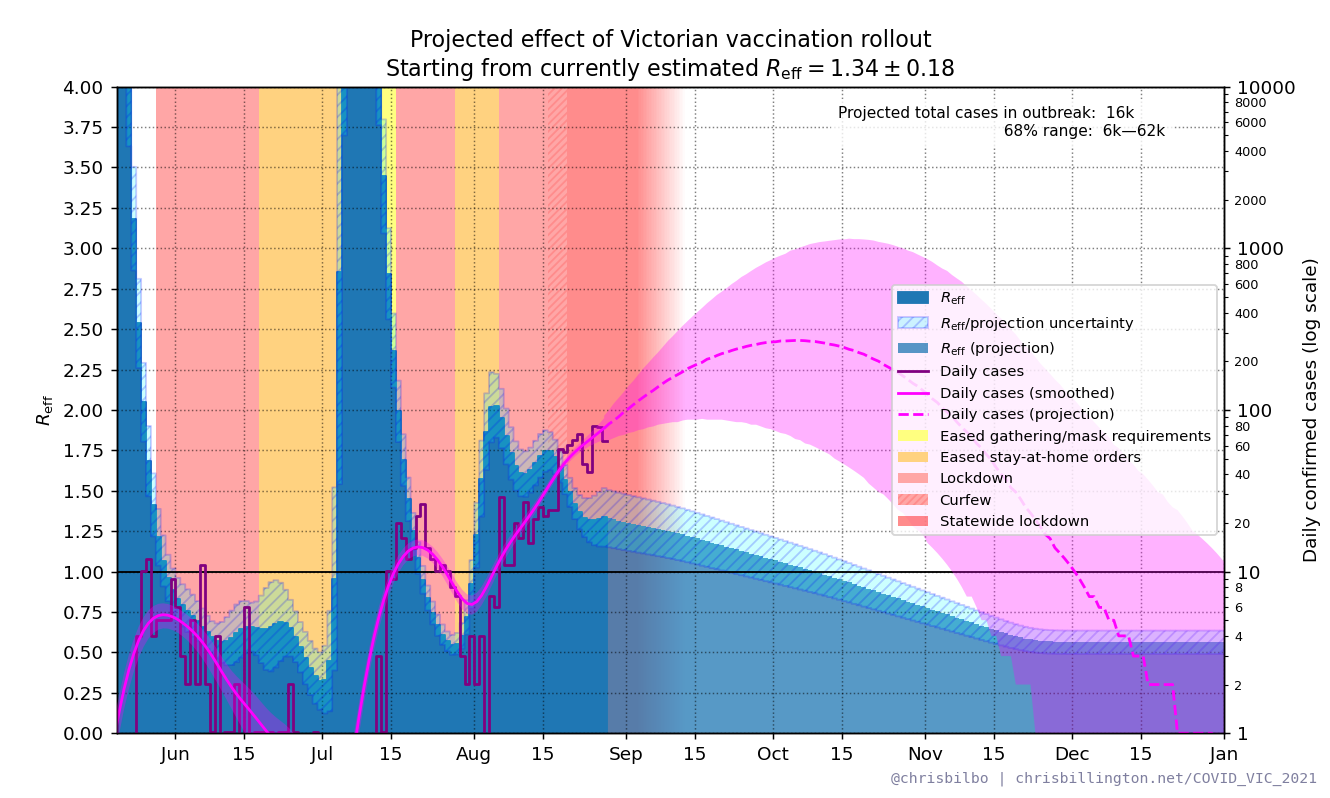 Projected effect of Victorian vaccination rollout
Starting from currently estimated R_eff = 1.34 ± 0.18
Projected total cases in outbreak: 16k
68% range: 6k—62k
R_eff
4.00
3.75
3.50
3.25
3.00
2.75
2.50
2.25
2.00
1.75
1.50
1.25
1.00
0.75
0.50
0.25
0.00
10000
8000
6000
4000
2000
1000
800
600
400
200
100
80
60
40
20
10
8
6
4
2
1
Daily confirmed cases (log scale)
R_eff
R_eff/projection uncertainty
R_eff (projection)
Daily cases
Daily cases (smoothed)
Daily cases (projection)
Eased gathering/mask requirements
Eased stay-at-home orders
Lockdown
Curfew
Statewide lockdown
Jun 15 Jul 15 Aug 15 Sep 15 Oct 15 Nov 15 Dec 15 Jan
@chrisbilbo | chrisbillington.net/COVID_VIC_2021